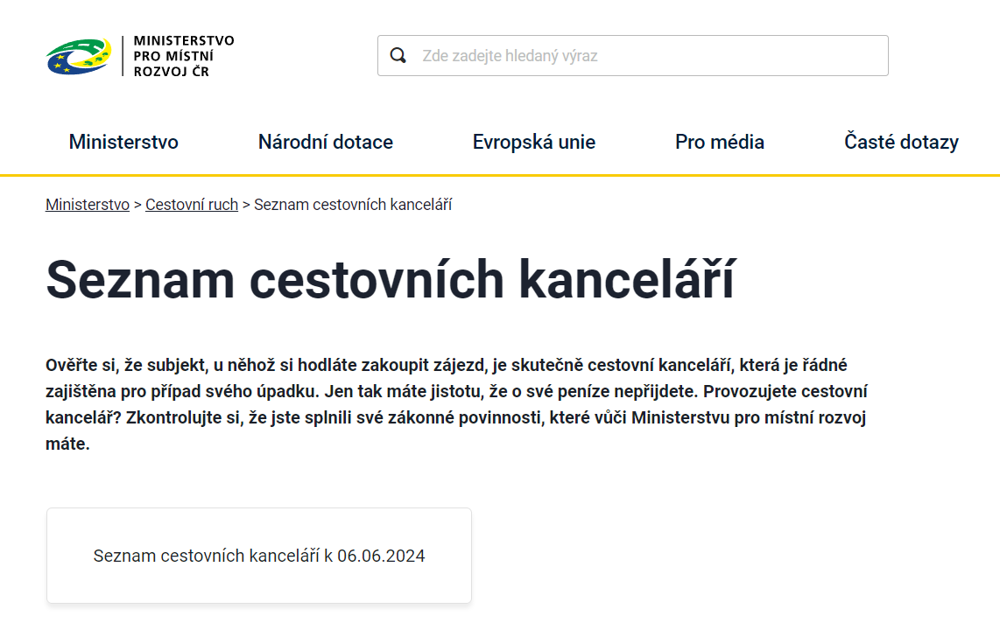 MINISTERSTVO
PRO MÍSTNÍ
ROZVOJ ČR
Zde zadejte hledaný výraz
Ministerstvo Národní dotace Evropská unie Pro média Časté dotazy
Ministerstvo > Cestovní ruch > Seznam cestovních kanceláří
Seznam cestovních kanceláří
Ověřte si, že subjekt, u něhož si hodláte zakoupit zájezd, je skutečně cestovní kanceláří, která je řádné
zajištěna pro případ svého úpadku. Jen tak máte jistotu, že o své peníze nepřijdete. Provozujete cestovní
kancelář? Zkontrolujte si, že jste splnili své zákonné povinnosti, které vůči Ministerstvu pro místní rozvoj
máte.
Seznam cestovních kanceláří k 06.06.2024